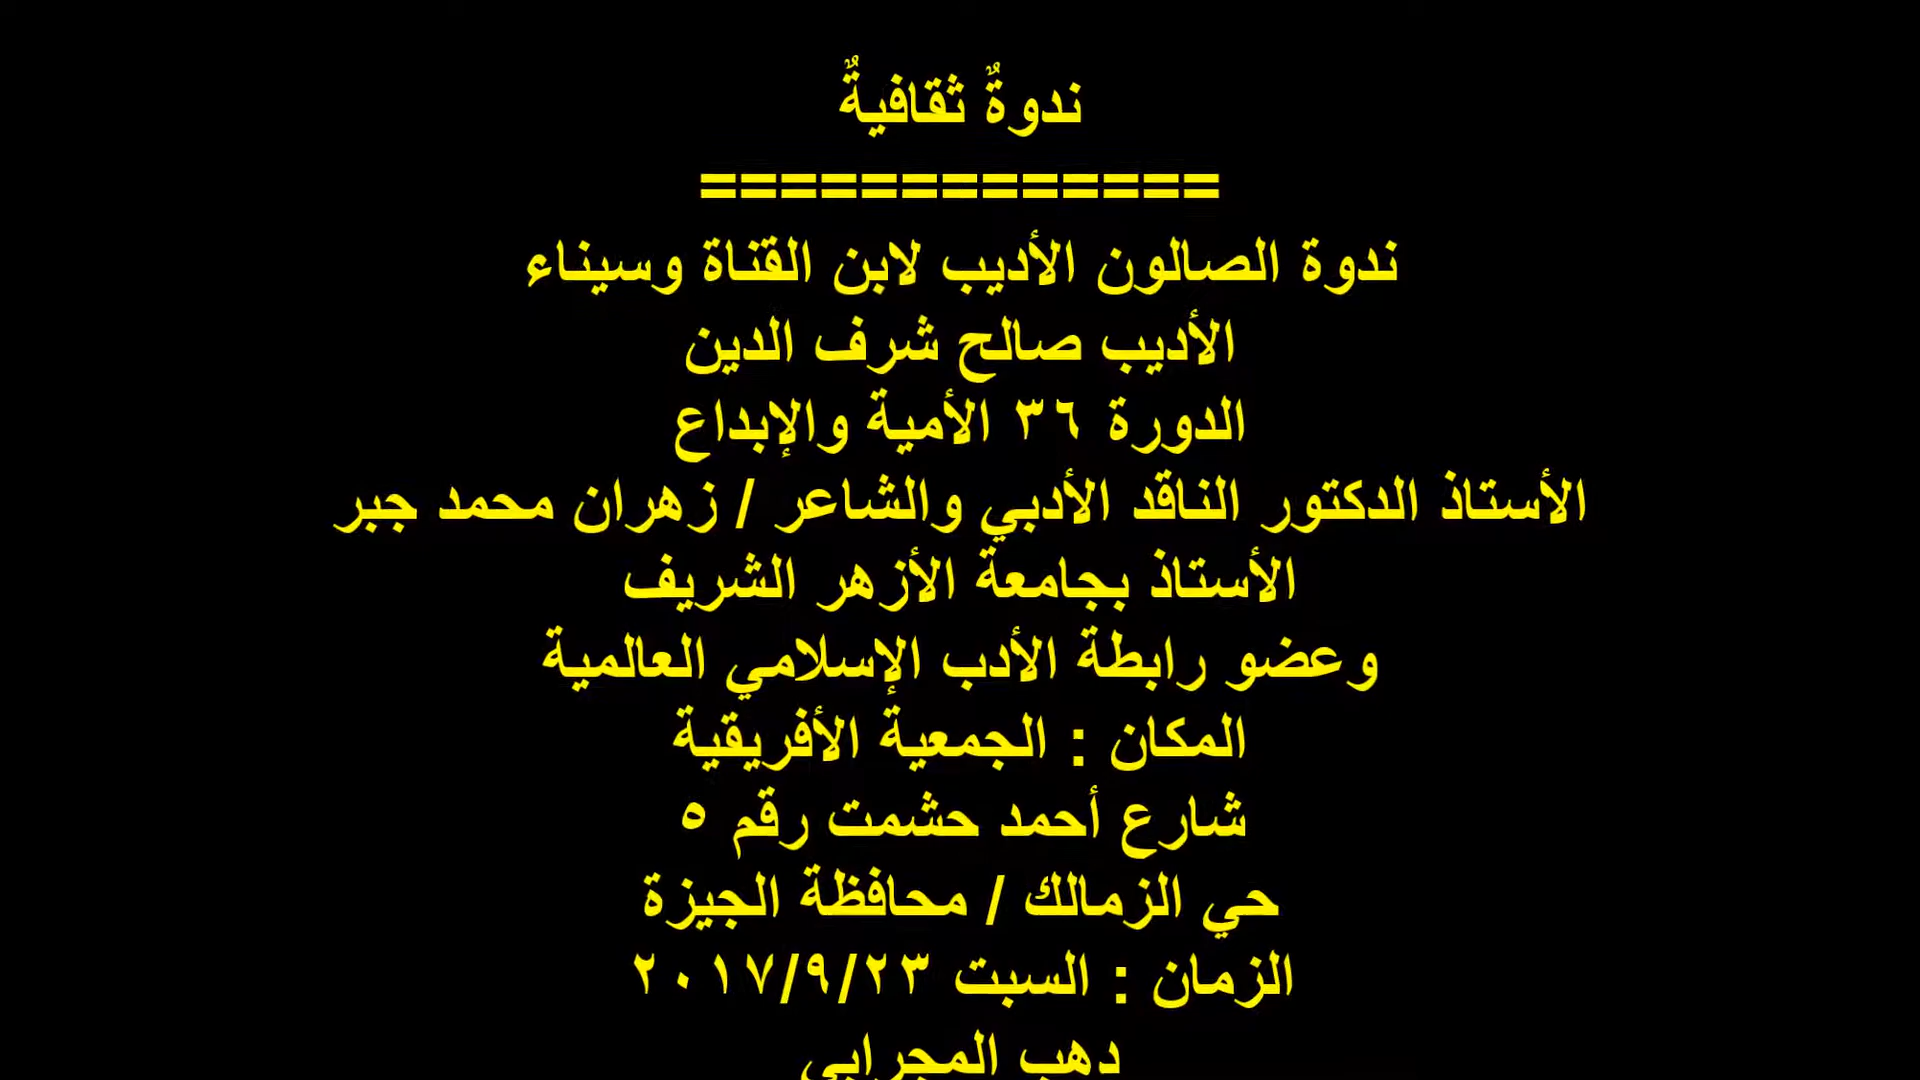 ندوةٌ ثقافيةٌ
=============
ندوة الصالون الأديب لابن القناة وسيناء
الأديب صالح شرف الدين
الدورة ٣٦ الأمية والإبداع
الأستاذ الدكتور الناقد الأدبي والشاعر / زهران محمد جبر
الأستاذ بجامعة الأزهر الشريف
وعضو رابطة الأدب الإسلامي العالمية
المكان : الجمعية الأفريقية
شارع أحمد حشمت رقم ٥
حي الزمالك / محافظة الجيزة
الزمان : السبت ٢٠١٧/٩/٢٣
دهب المجرابي